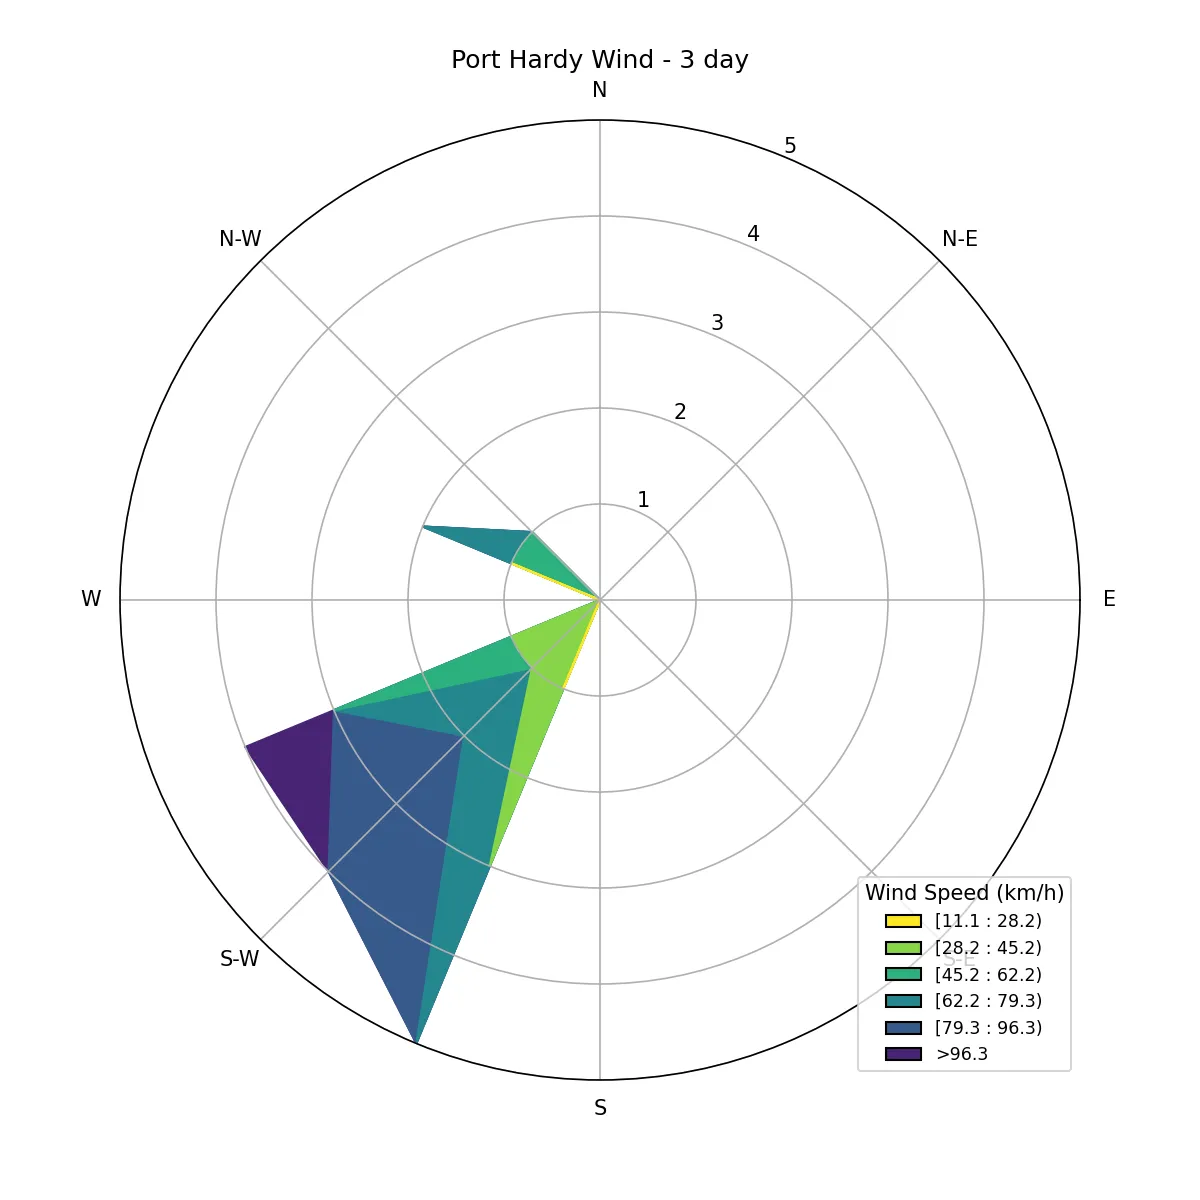 Port Hardy Wind - 3 day
N
5
N-W
N-E
4
3
2
1
W
E
S-W
S-E
S
Wind Speed (km/h)
[11.1 : 28.2)
[28.2 : 45.2)
[45.2 : 62.2)
[62.2 : 79.3)
[79.3 : 96.3)
>96.3